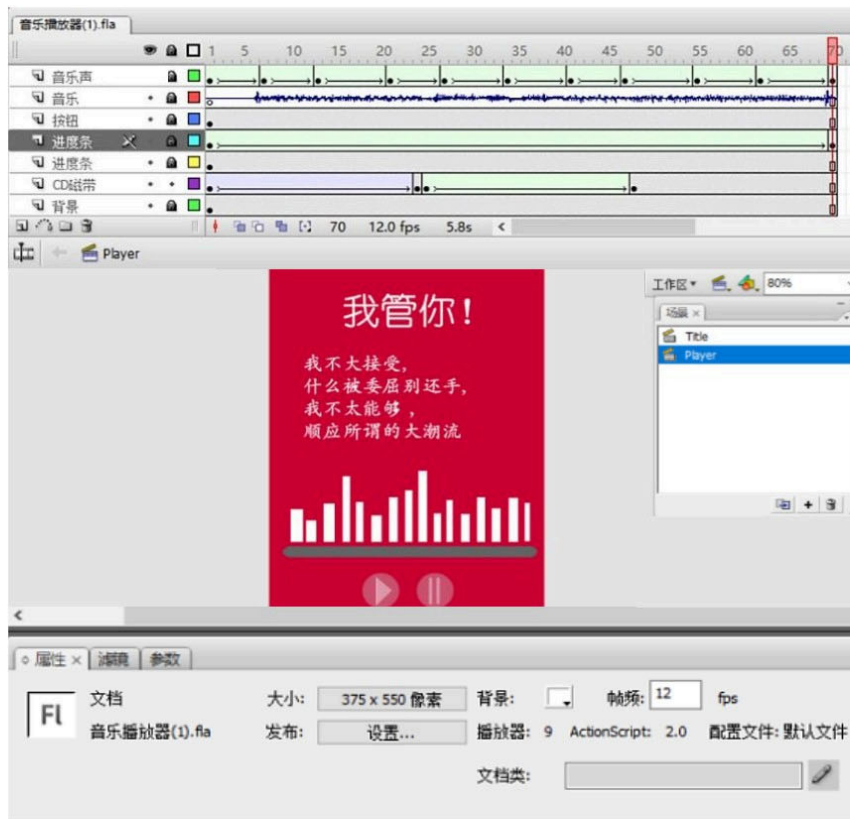 音乐播放器(1).fla
1 5 10 15 20 25 30 35 40 45 50 55 60 65 70
音乐声
音乐
按钮
进度条
进度条
CD磁带
背景
70 12.0 fps 5.8s
Player
工作区 80%
场景
Title
Player
我管你！
我不大接受，
什么被委屈别还手，
我不太能够，
顺应所谓的大潮流
属性 滤镜 参数
Fl
文档 大小: 375 x 550 像素 背景: 帧频: 12 fps
音乐播放器(1).fla 发布: 设置... 播放器: 9 ActionScript: 2.0 配置文件: 默认文件
文档类: